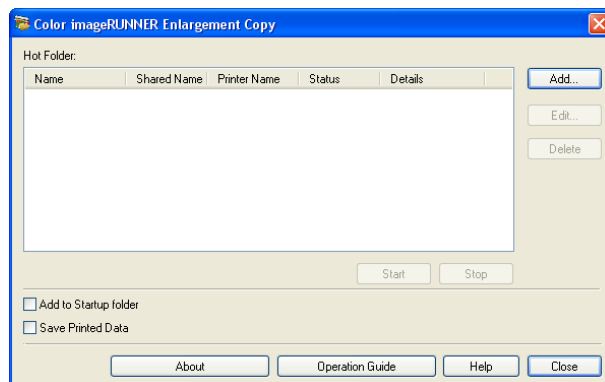 Color imageRUNNER Enlargement Copy
Hot Folder:
Name Shared Name Printer Name Status Details
Add...
Edit...
Delete
Start Stop
Add to Startup folder
Save Printed Data
About Operation Guide Help Close